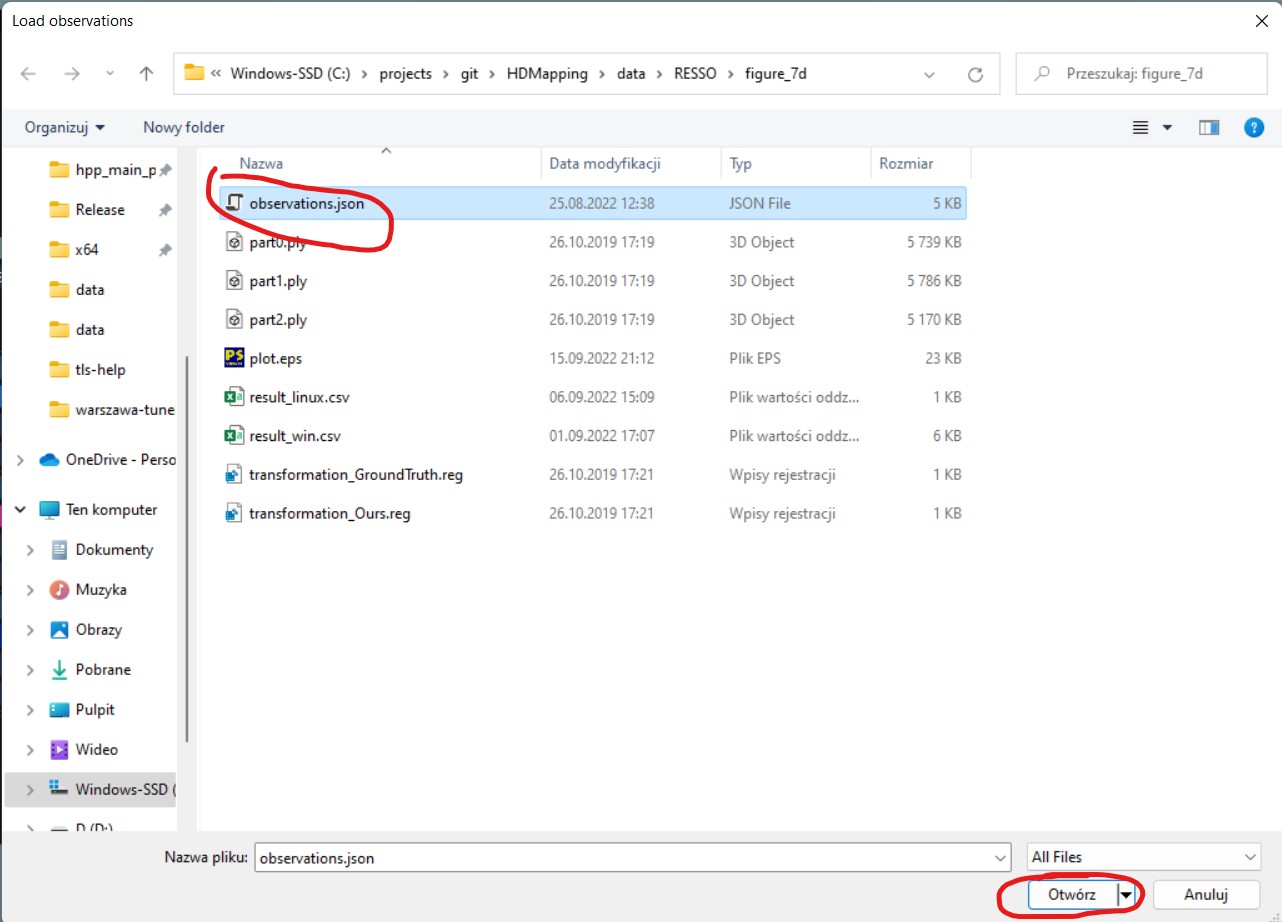 Load observations
« Windows-SSD (C:) › projects › git › HDMapping › data › RESSO › figure_7d
Przeszukaj: figure_7d
Organizuj
Nowy folder
Nazwa Data modyfikacji Typ Rozmiar
observations.json 25.08.2022 12:38 JSON File 5 KB
part0.ply 26.10.2019 17:19 3D Object 5 739 KB
part1.ply 26.10.2019 17:19 3D Object 5 786 KB
part2.ply 26.10.2019 17:19 3D Object 5 170 KB
plot.eps 15.09.2022 21:12 Plik EPS 23 KB
result_linux.csv 06.09.2022 15:09 Plik wartości oddz... 1 KB
result_win.csv 01.09.2022 17:07 Plik wartości oddz... 6 KB
transformation_GroundTruth.reg 26.10.2019 17:21 Wpisy rejestracji 1 KB
transformation_Ours.reg 26.10.2019 17:21 Wpisy rejestracji 1 KB
hpp_main_p
Release
x64
data
data
tls-help
warszawa-tune
OneDrive - Perso
Ten komputer
Dokumenty
Muzyka
Obrazy
Pobrane
Pulpit
Wideo
Windows-SSD (
D (D:)
Nazwa pliku: observations.json
All Files
Otwórz
Anuluj